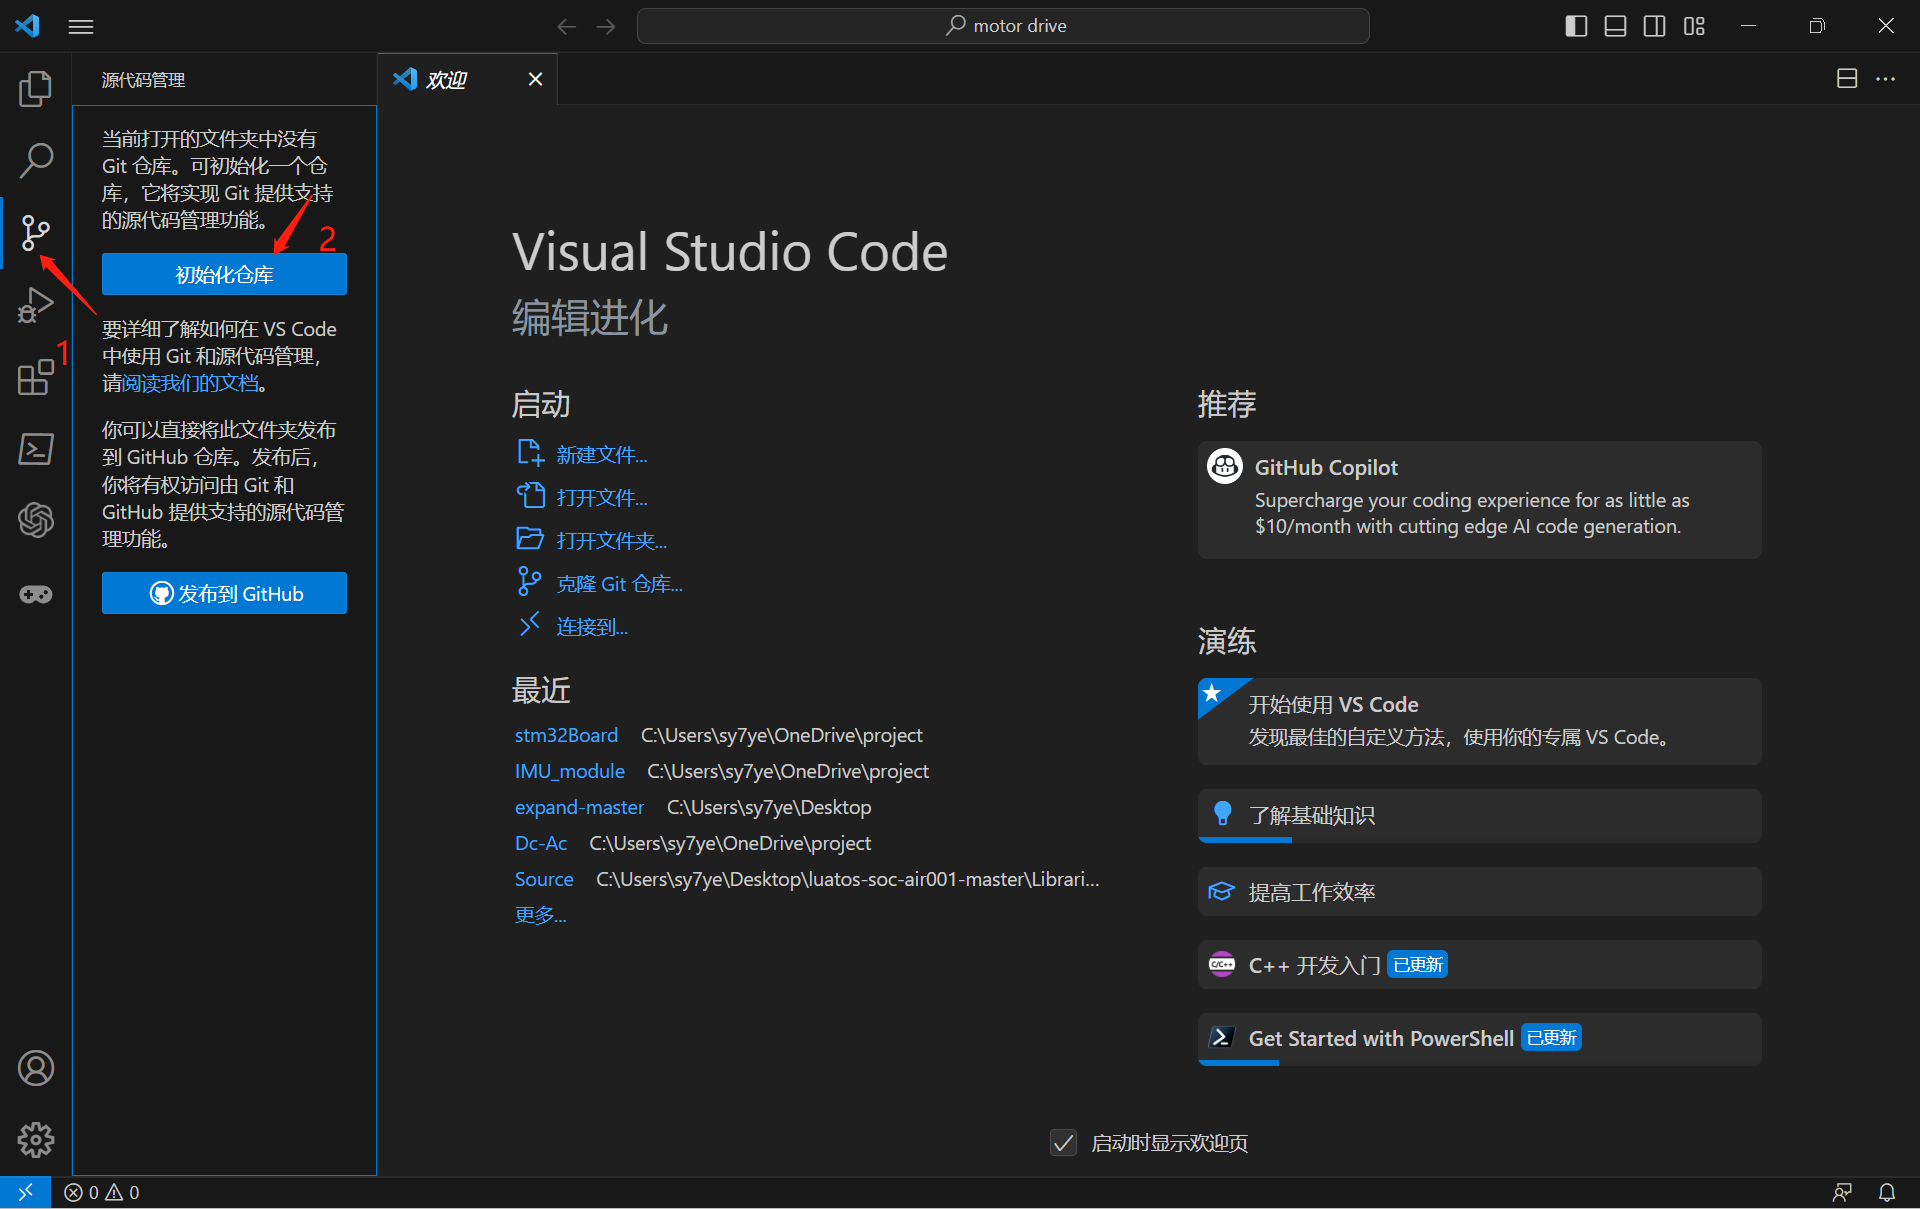 motor drive
源代码管理
欢迎
当前打开的文件夹中没有
Git 仓库。可初始化一个仓
库，它将实现 Git 提供支持
的源代码管理功能。
2
初始化仓库
要详细了解如何在 VS Code
中使用 Git 和源代码管理，
请阅读我们的文档。
1
你可以直接将此文件夹发布
到 GitHub 仓库。发布后，
你将有权访问由 Git 和
GitHub 提供支持的源代码管
理功能。
发布到 GitHub
Visual Studio Code
编辑进化
启动
新建文件...
打开文件...
打开文件夹...
克隆 Git 仓库...
连接到...
最近
stm32Board C:\Users\sy7ye\OneDrive\project
IMU_module C:\Users\sy7ye\OneDrive\project
expand-master C:\Users\sy7ye\Desktop
Dc-Ac C:\Users\sy7ye\OneDrive\project
Source C:\Users\sy7ye\Desktop\luatos-soc-air001-master\Librari...
更多...
推荐
GitHub Copilot
Supercharge your coding experience for as little as
$10/month with cutting edge AI code generation.
演练
开始使用 VS Code
发现最佳的自定义方法，使用你的专属 VS Code。
了解基础知识
提高工作效率
C/C++
C++ 开发入门 已更新
Get Started with PowerShell 已更新
启动时显示欢迎页
0 0